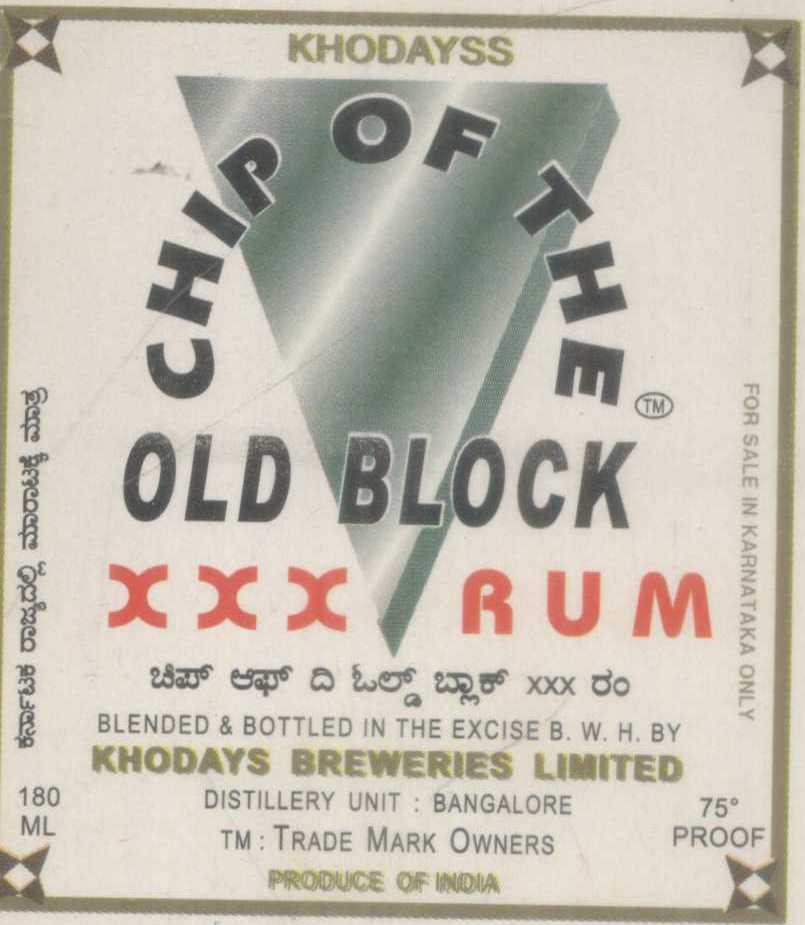 KHODAYSS
CHIP OF THE
TM
OLD BLOCK
XXX RUM
ಚಿಪ್ ಆಫ್ ದಿ ಓಲ್ಡ್ ಬ್ಲಾಕ್ xxx ರಂ
BLENDED & BOTTLED IN THE EXCISE B. W. H. BY
KHODAYS BREWERIES LIMITED
DISTILLERY UNIT : BANGALORE
TM : TRADE MARK OWNERS
PRODUCE OF INDIA
180
ML
75°
PROOF
ಕರ್ನಾಟಕ ರಾಜ್ಯದಲ್ಲಿ ಮಾರಾಟಕ್ಕೆ ಮಾತ್ರ
FOR SALE IN KARNATAKA ONLY